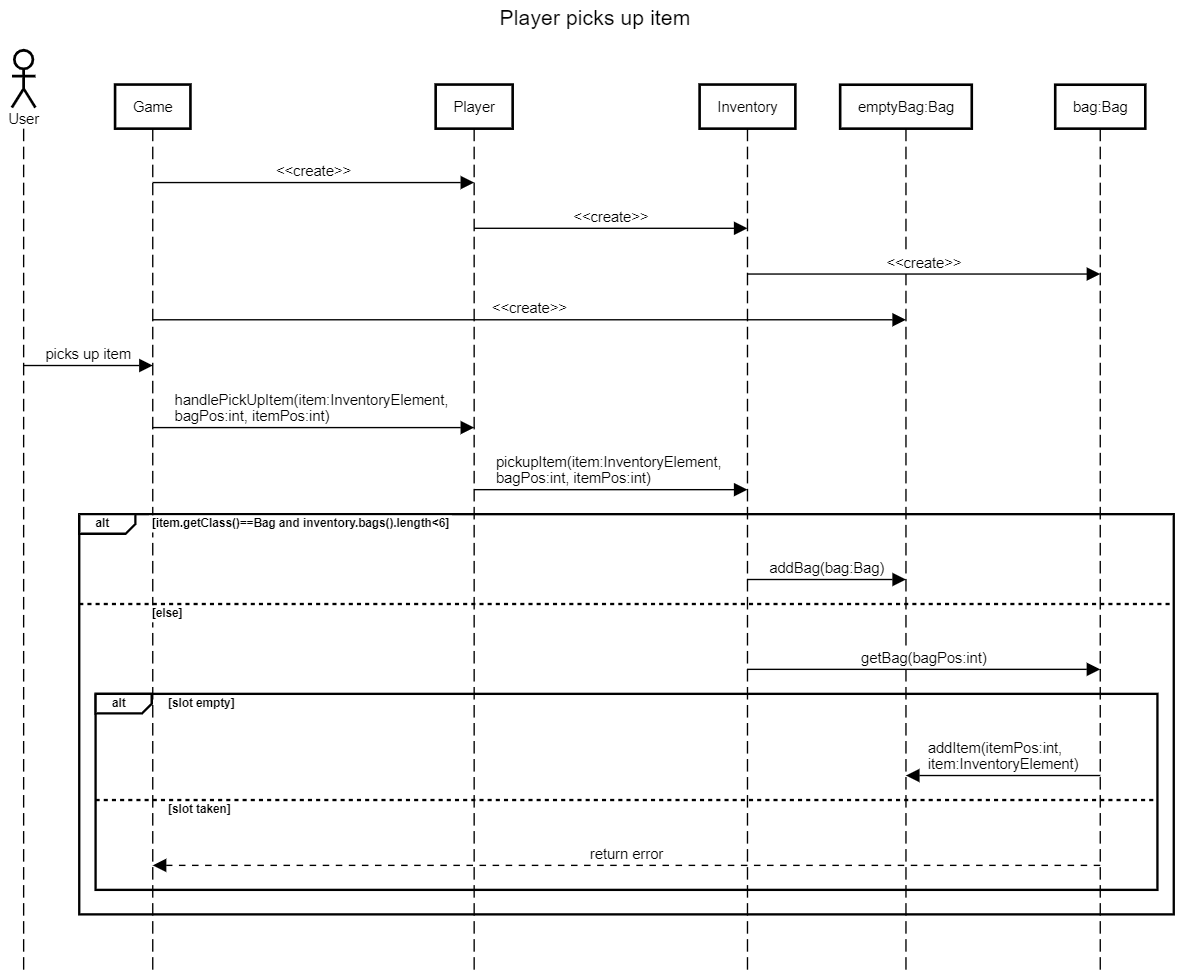 Player picks up item
User
Game
Player
Inventory
emptyBag:Bag
bag:Bag
<<create>>
<<create>>
<<create>>
<<create>>
picks up item
handlePickUpItem(item:InventoryElement,
bagPos:int, itemPos:int)
pickupItem(item:InventoryElement,
bagPos:int, itemPos:int)
alt
[item.getClass()==Bag and inventory.bags().length<6]
addBag(bag:Bag)
[else]
getBag(bagPos:int)
alt
[slot empty]
addItem(itemPos:int,
item:InventoryElement)
[slot taken]
return error